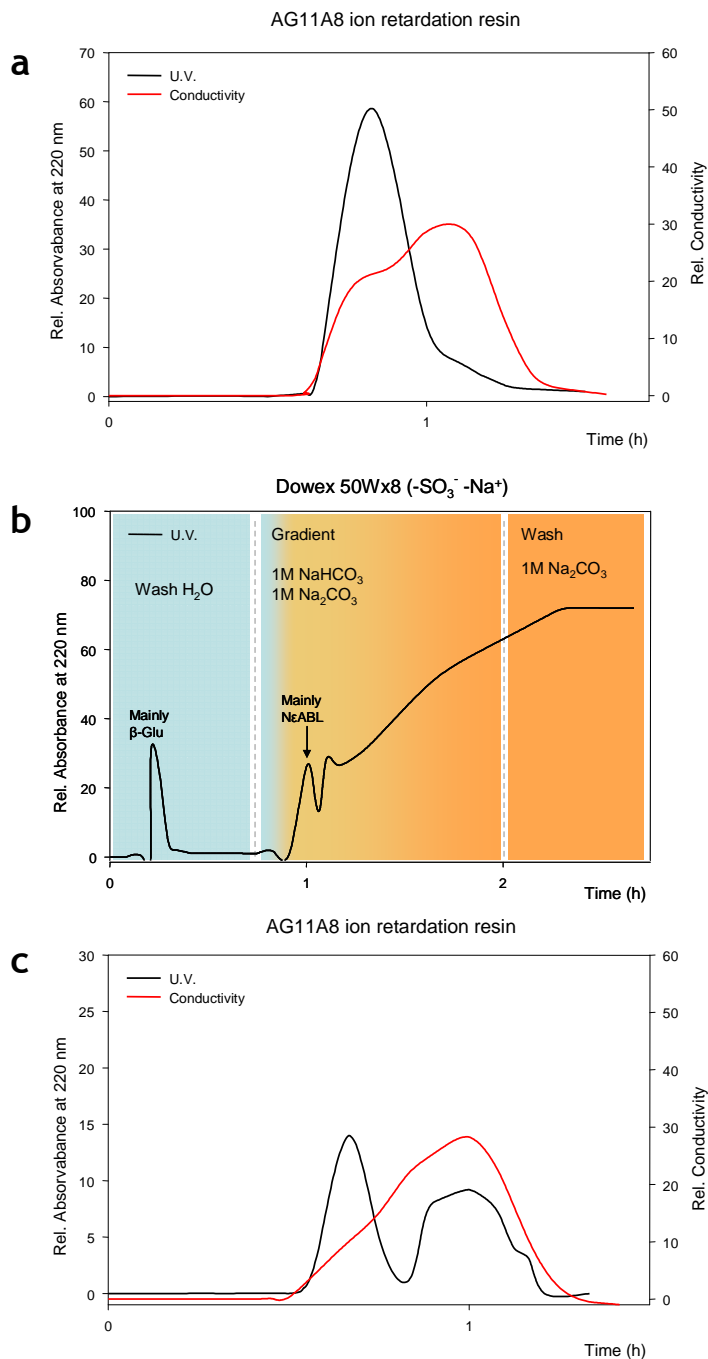 AG11A8 ion retardation resin
a
U.V.
Conductivity
Rel. Absorvabance at 220 nm
70
60
50
40
30
20
10
0
Rel. Conductivity
60
50
40
30
20
10
0
0 1
Time (h)
Dowex 50Wx8 (-SO₃⁻ -Na⁺)
b
U.V.
Gradient
Wash
1M NaHCO₃
1M Na₂CO₃
1M Na₂CO₃
Wash H₂O
Mainly
β-Glu
Mainly
NεABL
Rel. Absorbance at 220 nm
100
80
60
40
20
0
0 1 2
Time (h)
AG11A8 ion retardation resin
c
U.V.
Conductivity
Rel. Absorvabance at 220 nm
30
25
20
15
10
5
0
Rel. Conductivity
60
50
40
30
20
10
0
0 1
Time (h)